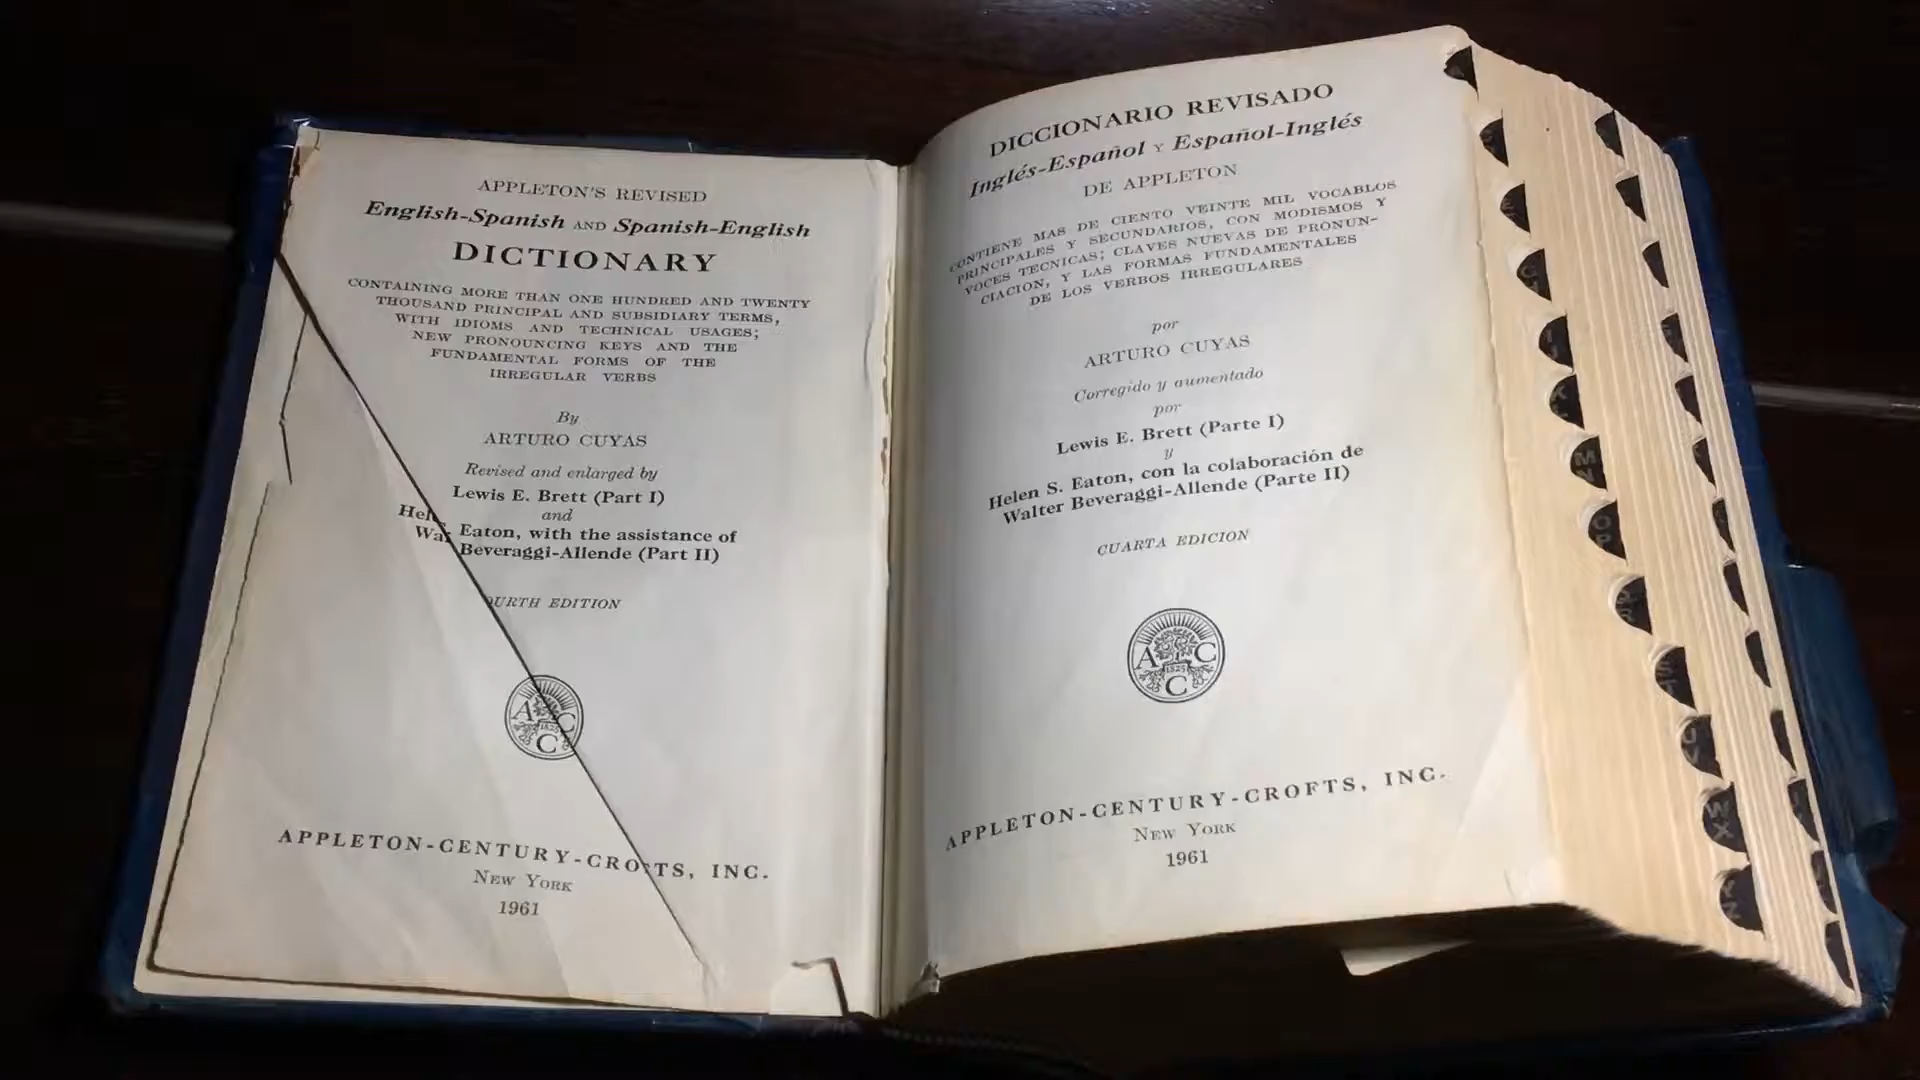 APPLETON'S REVISED
English-Spanish AND Spanish-English
DICTIONARY
CONTAINING MORE THAN ONE HUNDRED AND TWENTY
THOUSAND PRINCIPAL AND SUBSIDIARY TERMS,
WITH IDIOMS AND TECHNICAL USAGES;
NEW PRONOUNCING KEYS AND THE
FUNDAMENTAL FORMS OF THE
IRREGULAR VERBS
By
ARTURO CUYAS
Revised and enlarged by
Lewis E. Brett (Part I)
and
Eaton, with the assistance of
Beveraggi-Allende (Part II)
EDITION
A C
1825
C
APPLETON-CENTURY-CROFTS, INC.
NEW YORK
1961
DICCIONARIO REVISADO
Inglés-Español Y Español-Inglés
DE APPLETON
CONTIENE MAS DE CIENTO VEINTE MIL VOCABLOS
PRINCIPALES Y SECUNDARIOS, CON MODISMOS Y
VOCES TECNICAS; CLAVES NUEVAS DE PRONUN-
CIACION, Y LAS FORMAS FUNDAMENTALES
DE LOS VERBOS IRREGULARES
por
ARTURO CUYAS
Corregido y aumentado
por
Lewis E. Brett (Parte I)
y
Helen S. Eaton, con la colaboración de
Walter Beveraggi-Allende (Parte II)
CUARTA EDICION
A C
1825
C
APPLETON-CENTURY-CROFTS, INC.
NEW YORK
1961
K
L
M
N
O
P
S
T
U
V
W
X
Y
Z